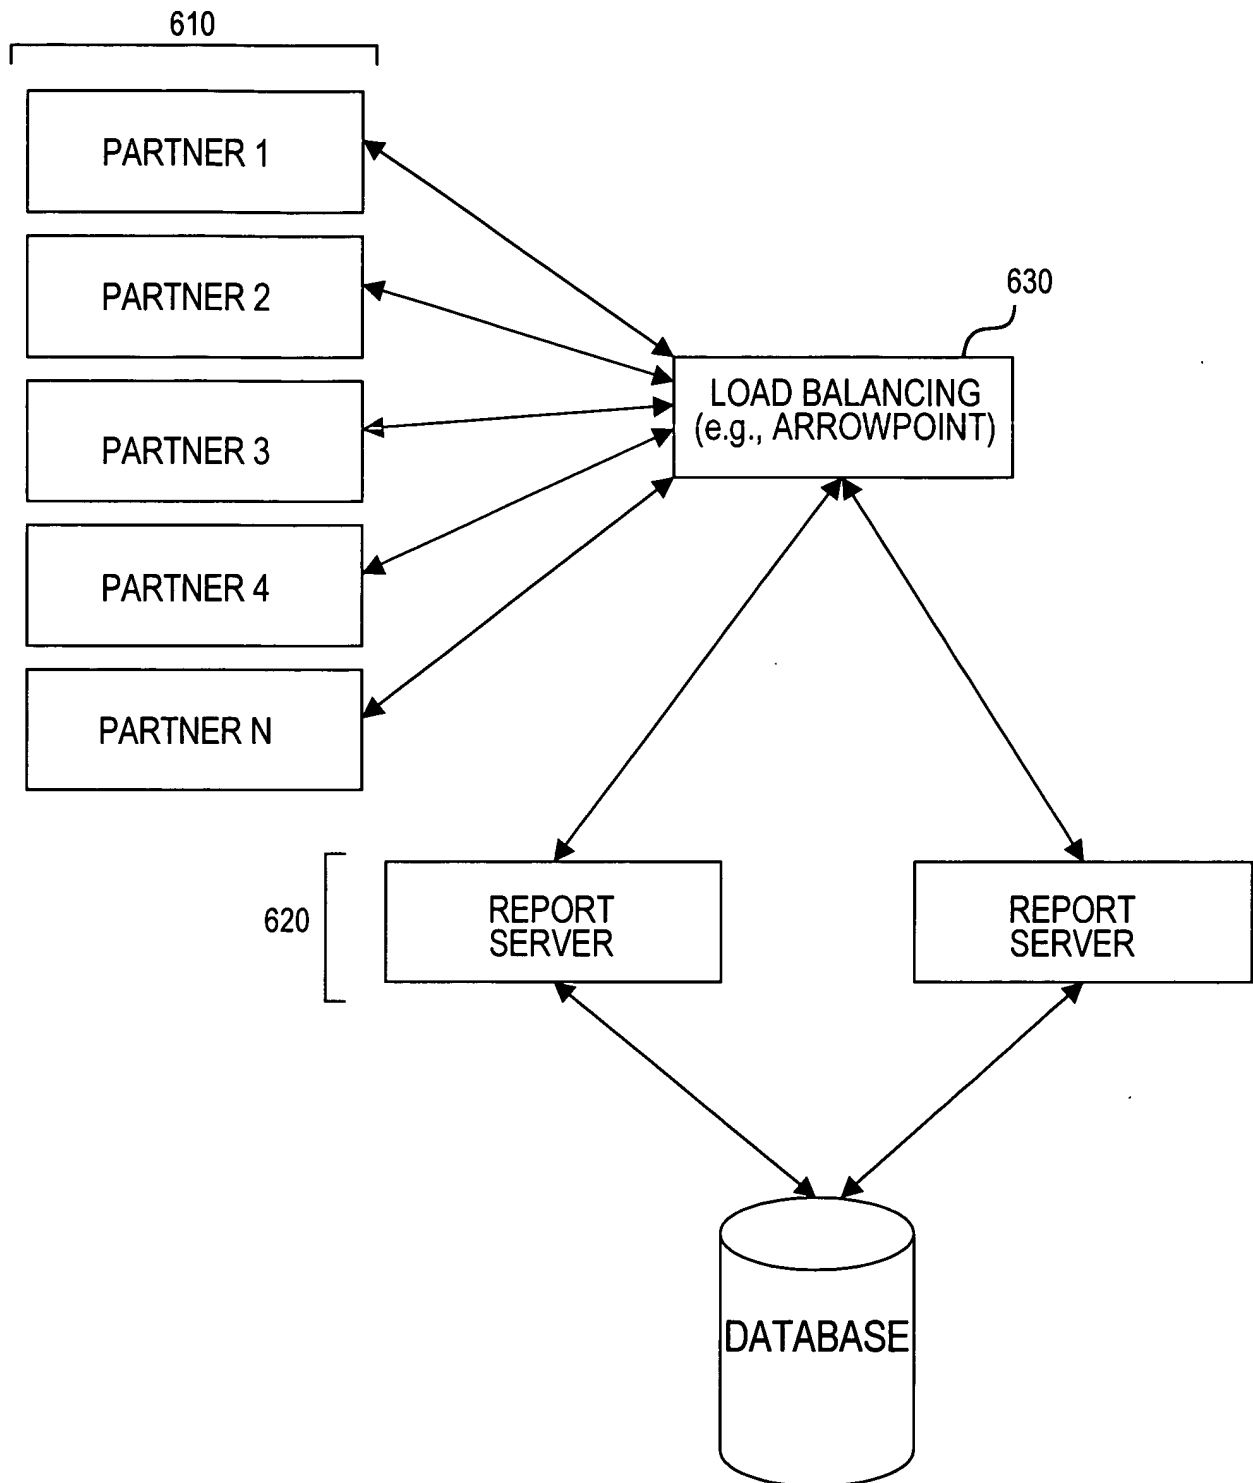 610
PARTNER 1
PARTNER 2
PARTNER 3
PARTNER 4
PARTNER N
630
LOAD BALANCING
(e.g., ARROWPOINT)
620
REPORT
SERVER
REPORT
SERVER
DATABASE